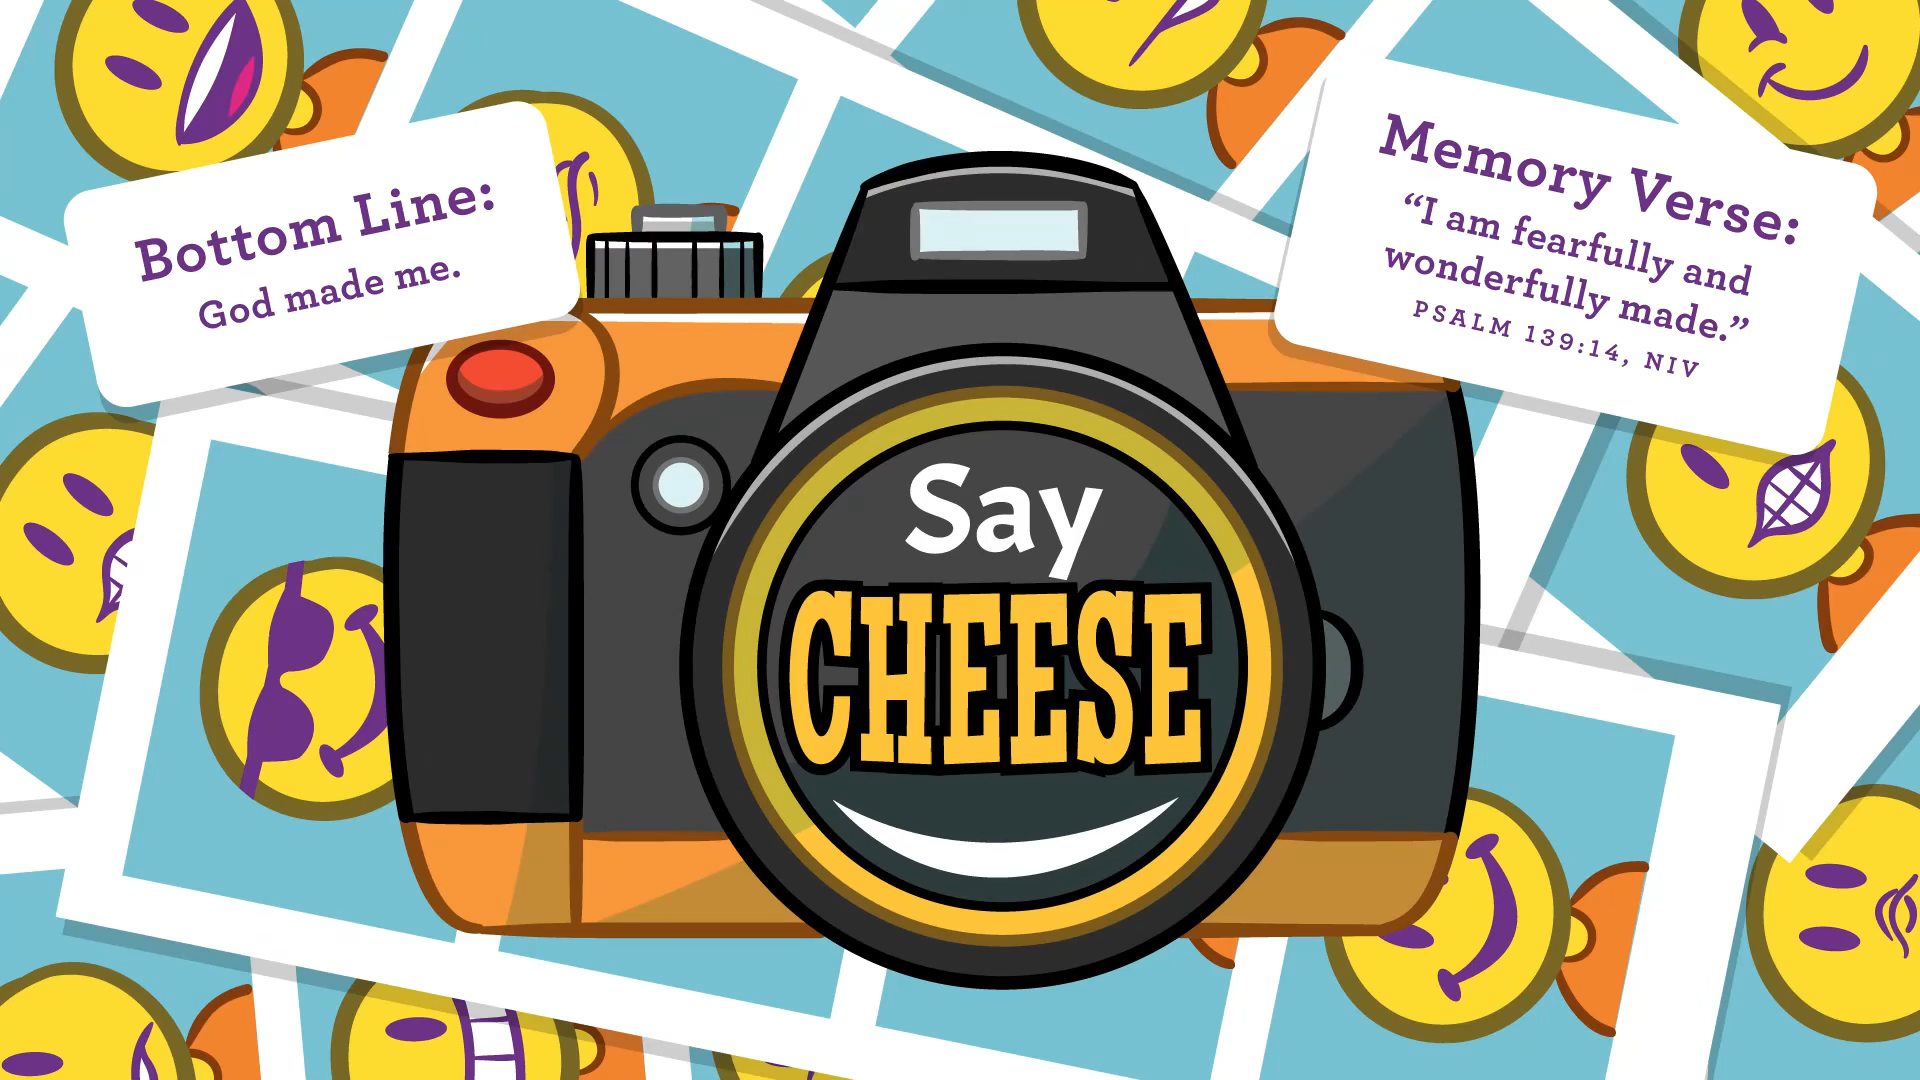 Bottom Line:
God made me.
Memory Verse:
“I am fearfully and
wonderfully made.”
PSALM 139:14, NIV
Say
CHEESE